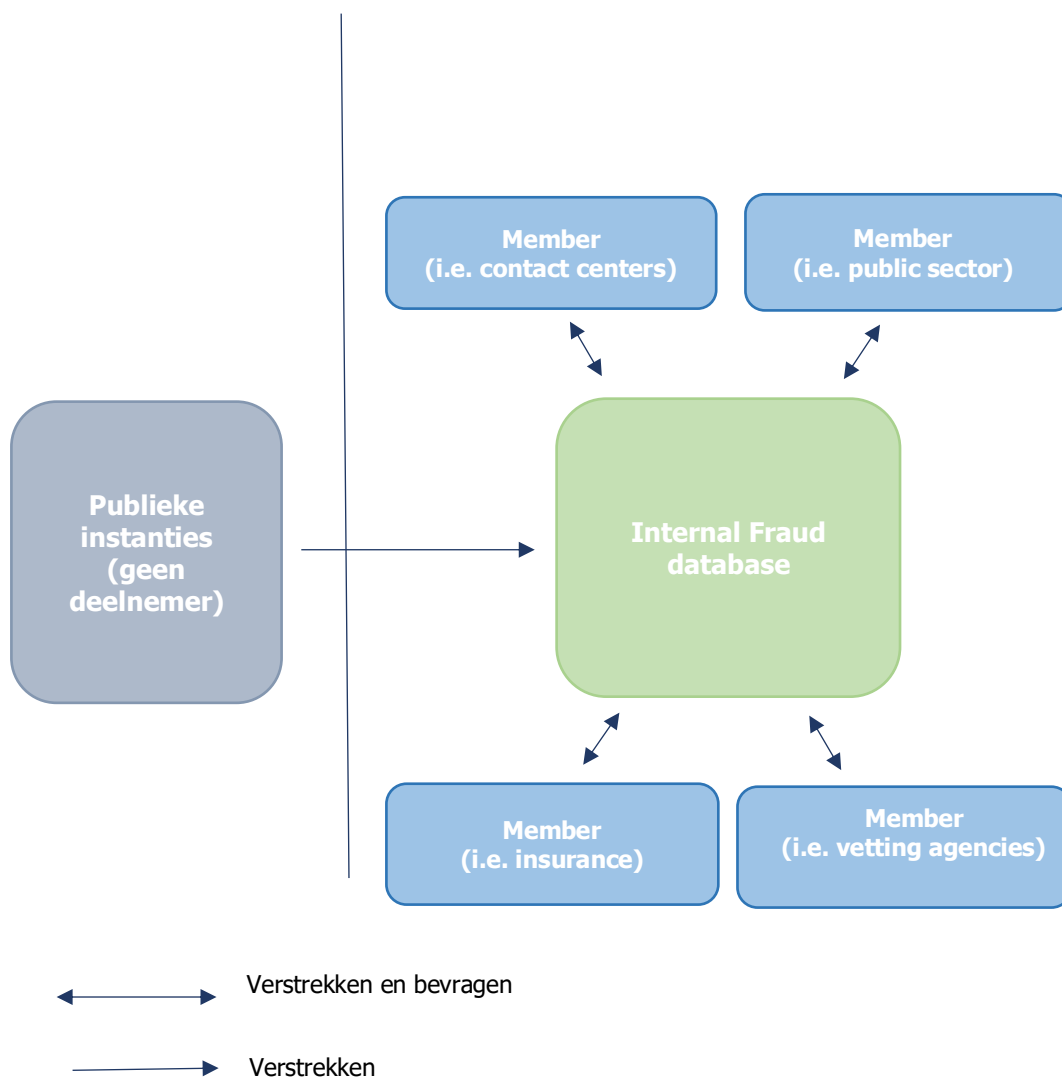 Member
(i.e. contact centers)
Member
(i.e. public sector)
Publieke
instanties
(geen
deelnemer)
Internal Fraud
database
Member
(i.e. insurance)
Member
(i.e. vetting agencies)
Verstrekken en bevragen
Verstrekken